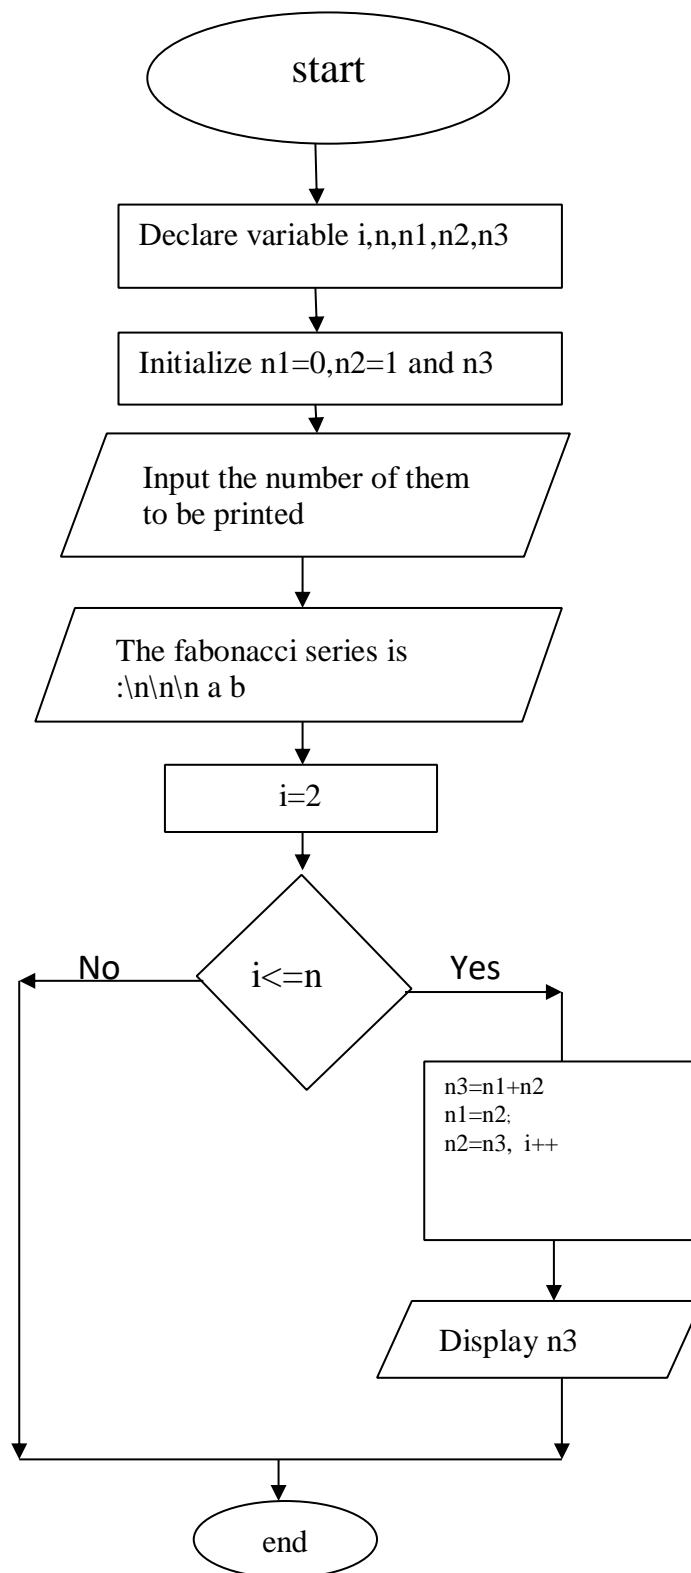 start
Declare variable i,n,n1,n2,n3
Initialize n1=0,n2=1 and n3
Input the number of them
to be printed
The fabonacci series is
:\n\n\n a b
i=2
i<=n
No
Yes
n3=n1+n2
n1=n2;
n2=n3, i++
Display n3
end